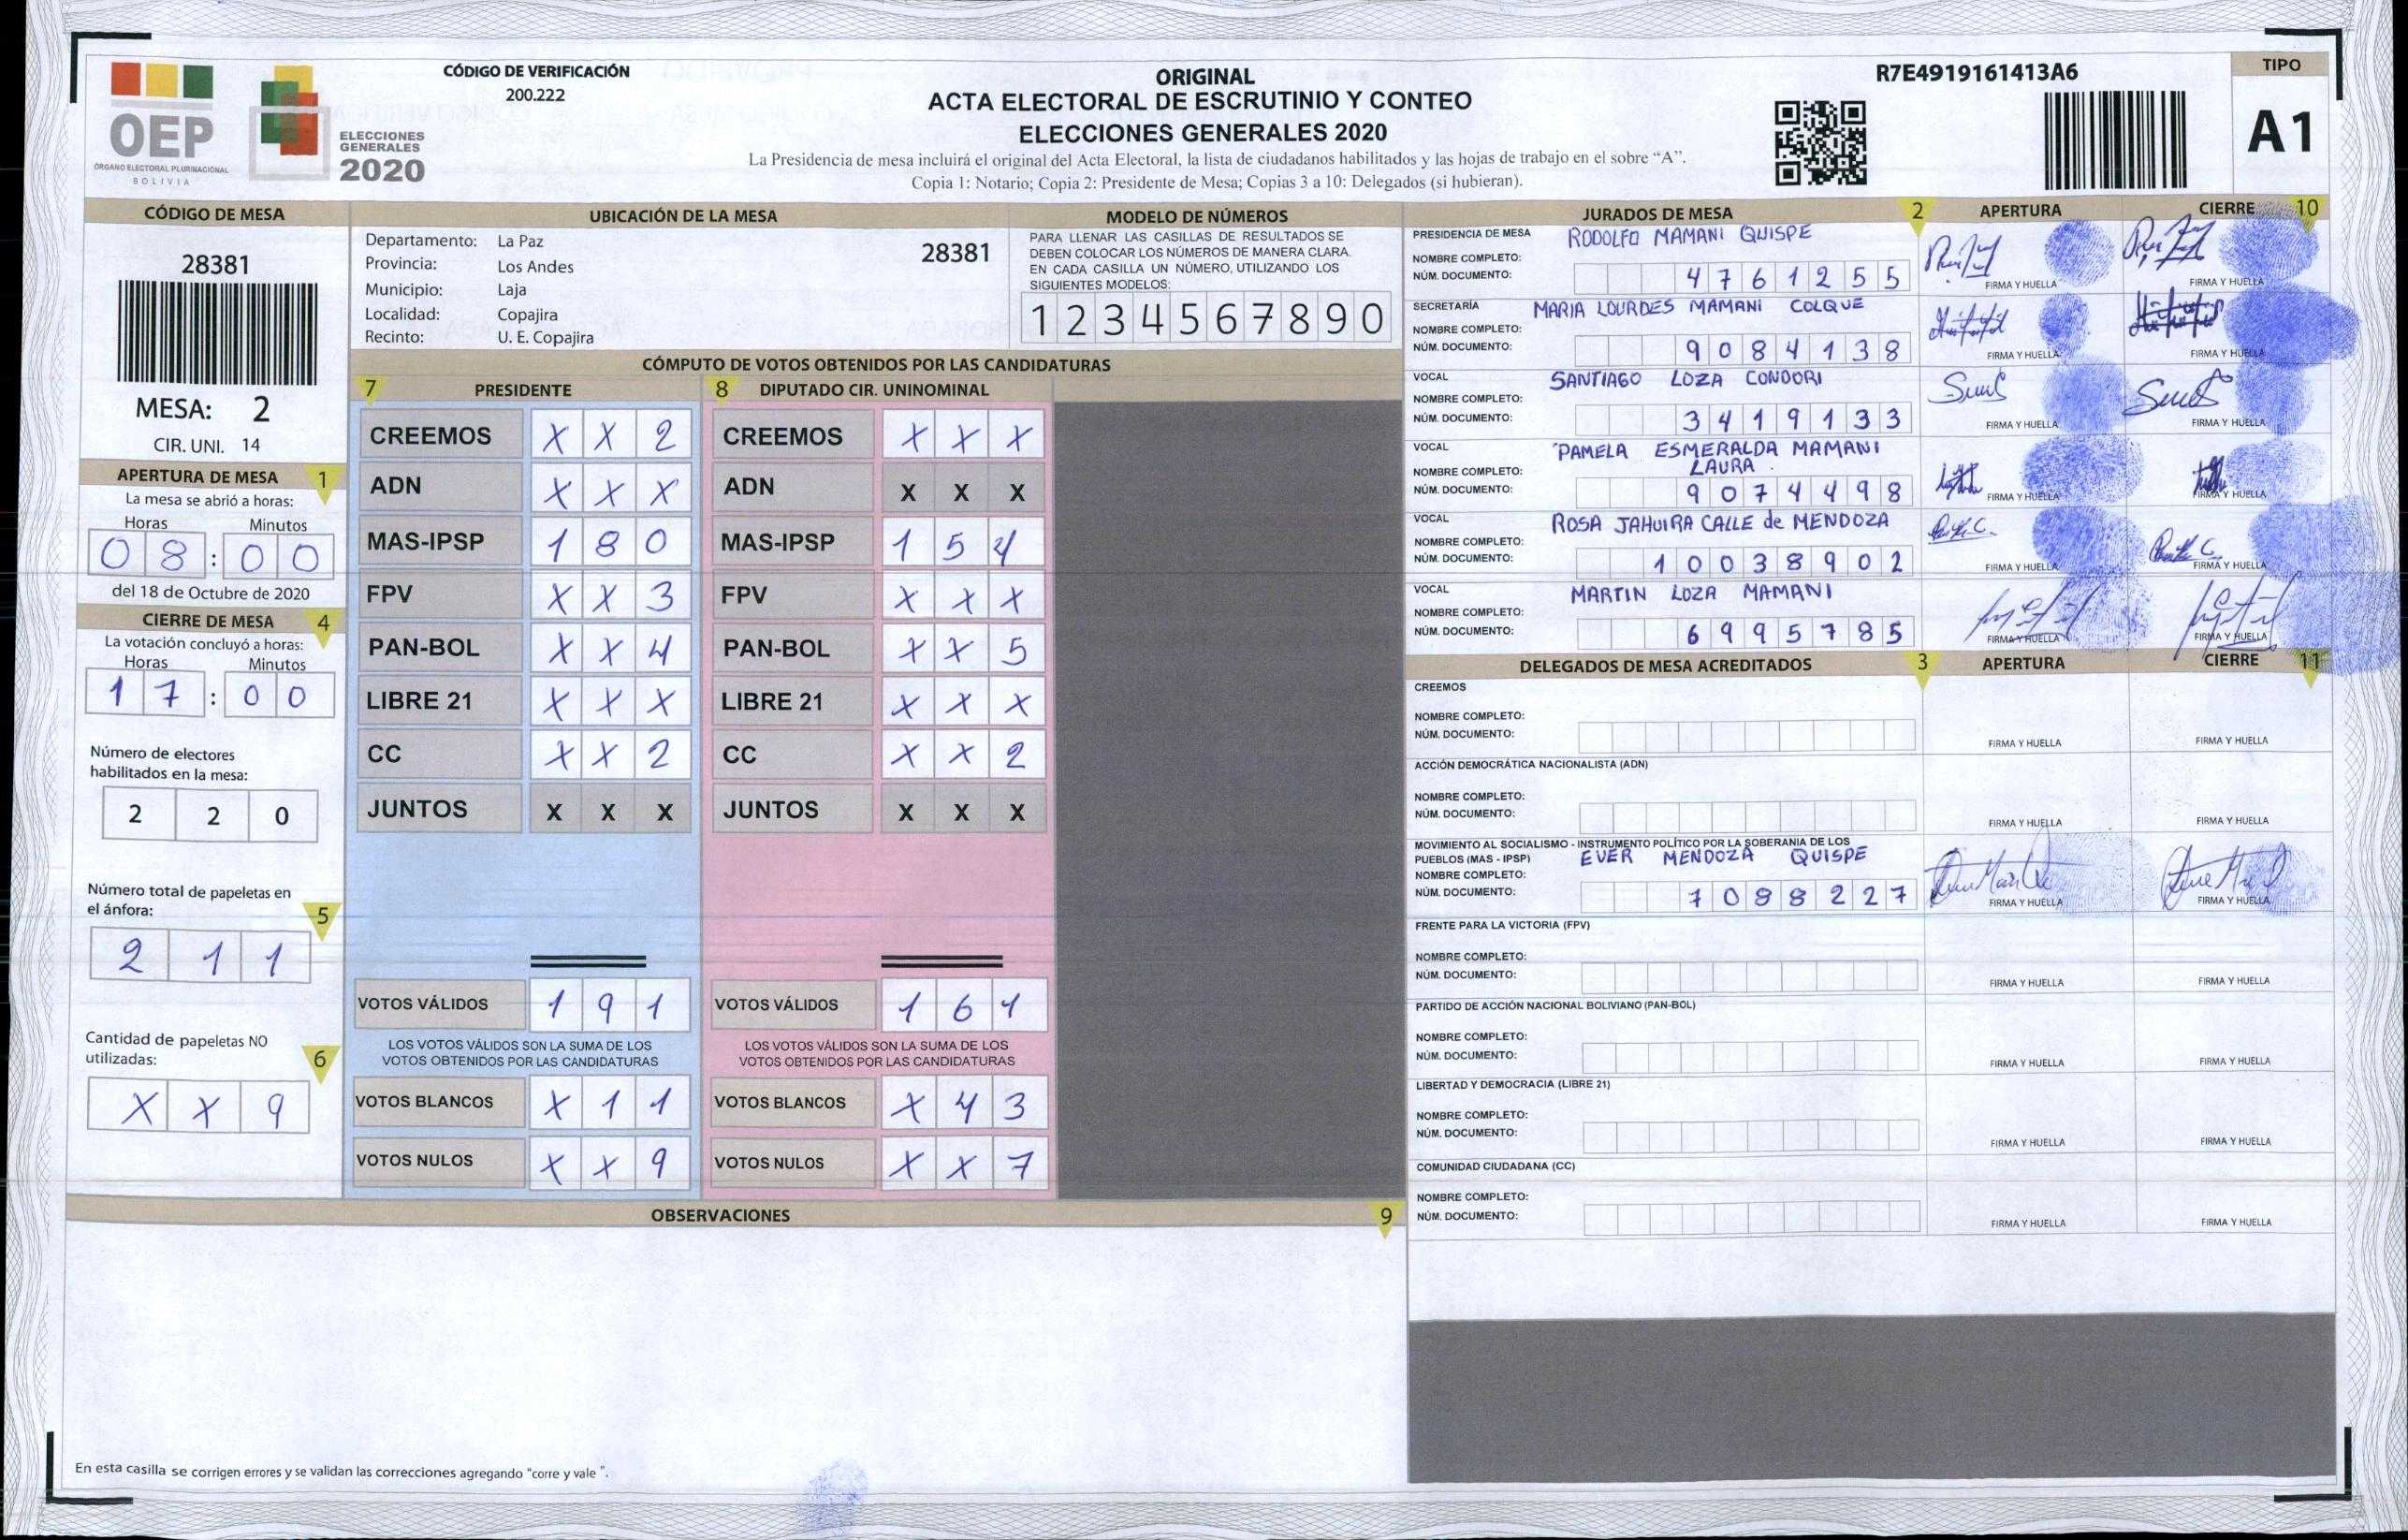 OEP
ÓRGANO ELECTORAL PLURINACIONAL
BOLIVIA
ELECCIONES
GENERALES
2020
CÓDIGO DE VERIFICACIÓN
200.222
ORIGINAL
ACTA ELECTORAL DE ESCRUTINIO Y CONTEO
ELECCIONES GENERALES 2020
La Presidencia de mesa incluirá el original del Acta Electoral, la lista de ciudadanos habilitados y las hojas de trabajo en el sobre “A”.
Copia 1: Notario; Copia 2: Presidente de Mesa; Copias 3 a 10: Delegados (si hubieran).
R7E4919161413A6
TIPO
A1
CÓDIGO DE MESA
28381
MESA: 2
CIR. UNI. 14
APERTURA DE MESA 1
La mesa se abrió a horas:
Horas Minutos
0 8 : 0 0
del 18 de Octubre de 2020
CIERRE DE MESA 4
La votación concluyó a horas:
Horas Minutos
1 7 : 0 0
Número de electores
habilitados en la mesa:
2 2 0
Número total de papeletas en
el ánfora: 5
2 1 1
Cantidad de papeletas NO
utilizadas: 6
X X 9
UBICACIÓN DE LA MESA
Departamento: La Paz
Provincia: Los Andes
Municipio: Laja
Localidad: Copajira
Recinto: U. E. Copajira
28381
MODELO DE NÚMEROS
PARA LLENAR LAS CASILLAS DE RESULTADOS SE
DEBEN COLOCAR LOS NÚMEROS DE MANERA CLARA.
EN CADA CASILLA UN NÚMERO, UTILIZANDO LOS
SIGUIENTES MODELOS:
1 2 3 4 5 6 7 8 9 0
CÓMPUTO DE VOTOS OBTENIDOS POR LAS CANDIDATURAS
7 PRESIDENTE
CREEMOS X X 2
ADN X X X
MAS-IPSP 1 8 0
FPV X X 3
PAN-BOL X X 4
LIBRE 21 X X X
CC X X 2
JUNTOS X X X
VOTOS VÁLIDOS 1 9 1
LOS VOTOS VÁLIDOS SON LA SUMA DE LOS
VOTOS OBTENIDOS POR LAS CANDIDATURAS
VOTOS BLANCOS X 1 1
VOTOS NULOS X X 9
8 DIPUTADO CIR. UNINOMINAL
CREEMOS X X X
ADN X X X
MAS-IPSP 1 5 4
FPV X X X
PAN-BOL X X 5
LIBRE 21 X X X
CC X X 2
JUNTOS X X X
VOTOS VÁLIDOS 1 6 1
LOS VOTOS VÁLIDOS SON LA SUMA DE LOS
VOTOS OBTENIDOS POR LAS CANDIDATURAS
VOTOS BLANCOS X 4 3
VOTOS NULOS X X 7
OBSERVACIONES 9
En esta casilla se corrigen errores y se validan las correcciones agregando “corre y vale ”.
JURADOS DE MESA 2 APERTURA CIERRE 10
PRESIDENCIA DE MESA RODOLFO MAMANI QUISPE
NOMBRE COMPLETO:
NÚM. DOCUMENTO: 4 7 6 1 2 5 5
FIRMA Y HUELLA FIRMA Y HUELLA
SECRETARÍA MARIA LOURDES MAMANI COLQUE
NOMBRE COMPLETO:
NÚM. DOCUMENTO: 9 0 8 4 1 3 8
FIRMA Y HUELLA FIRMA Y HUELLA
VOCAL SANTIAGO LOZA CONDORI
NOMBRE COMPLETO:
NÚM. DOCUMENTO: 3 4 1 9 1 3 3
FIRMA Y HUELLA FIRMA Y HUELLA
VOCAL PAMELA ESMERALDA MAMANI
NOMBRE COMPLETO: LAURA
NÚM. DOCUMENTO: 9 0 7 4 4 9 8
FIRMA Y HUELLA FIRMA Y HUELLA
VOCAL ROSA JAHUIRA CALLE de MENDOZA
NOMBRE COMPLETO:
NÚM. DOCUMENTO: 1 0 0 3 8 9 0 2
FIRMA Y HUELLA FIRMA Y HUELLA
VOCAL MARTIN LOZA MAMANI
NOMBRE COMPLETO:
NÚM. DOCUMENTO: 6 9 9 5 7 8 5
FIRMA Y HUELLA FIRMA Y HUELLA
DELEGADOS DE MESA ACREDITADOS 3 APERTURA CIERRE 11
CREEMOS
NOMBRE COMPLETO:
NÚM. DOCUMENTO:
FIRMA Y HUELLA FIRMA Y HUELLA
ACCIÓN DEMOCRÁTICA NACIONALISTA (ADN)
NOMBRE COMPLETO:
NÚM. DOCUMENTO:
FIRMA Y HUELLA FIRMA Y HUELLA
MOVIMIENTO AL SOCIALISMO - INSTRUMENTO POLÍTICO POR LA SOBERANIA DE LOS
PUEBLOS (MAS - IPSP) EVER MENDOZA QUISPE
NOMBRE COMPLETO:
NÚM. DOCUMENTO: 7 0 9 8 2 2 7
FIRMA Y HUELLA FIRMA Y HUELLA
FRENTE PARA LA VICTORIA (FPV)
NOMBRE COMPLETO:
NÚM. DOCUMENTO:
FIRMA Y HUELLA FIRMA Y HUELLA
PARTIDO DE ACCIÓN NACIONAL BOLIVIANO (PAN-BOL)
NOMBRE COMPLETO:
NÚM. DOCUMENTO:
FIRMA Y HUELLA FIRMA Y HUELLA
LIBERTAD Y DEMOCRACIA (LIBRE 21)
NOMBRE COMPLETO:
NÚM. DOCUMENTO:
FIRMA Y HUELLA FIRMA Y HUELLA
COMUNIDAD CIUDADANA (CC)
NOMBRE COMPLETO:
NÚM. DOCUMENTO:
FIRMA Y HUELLA FIRMA Y HUELLA